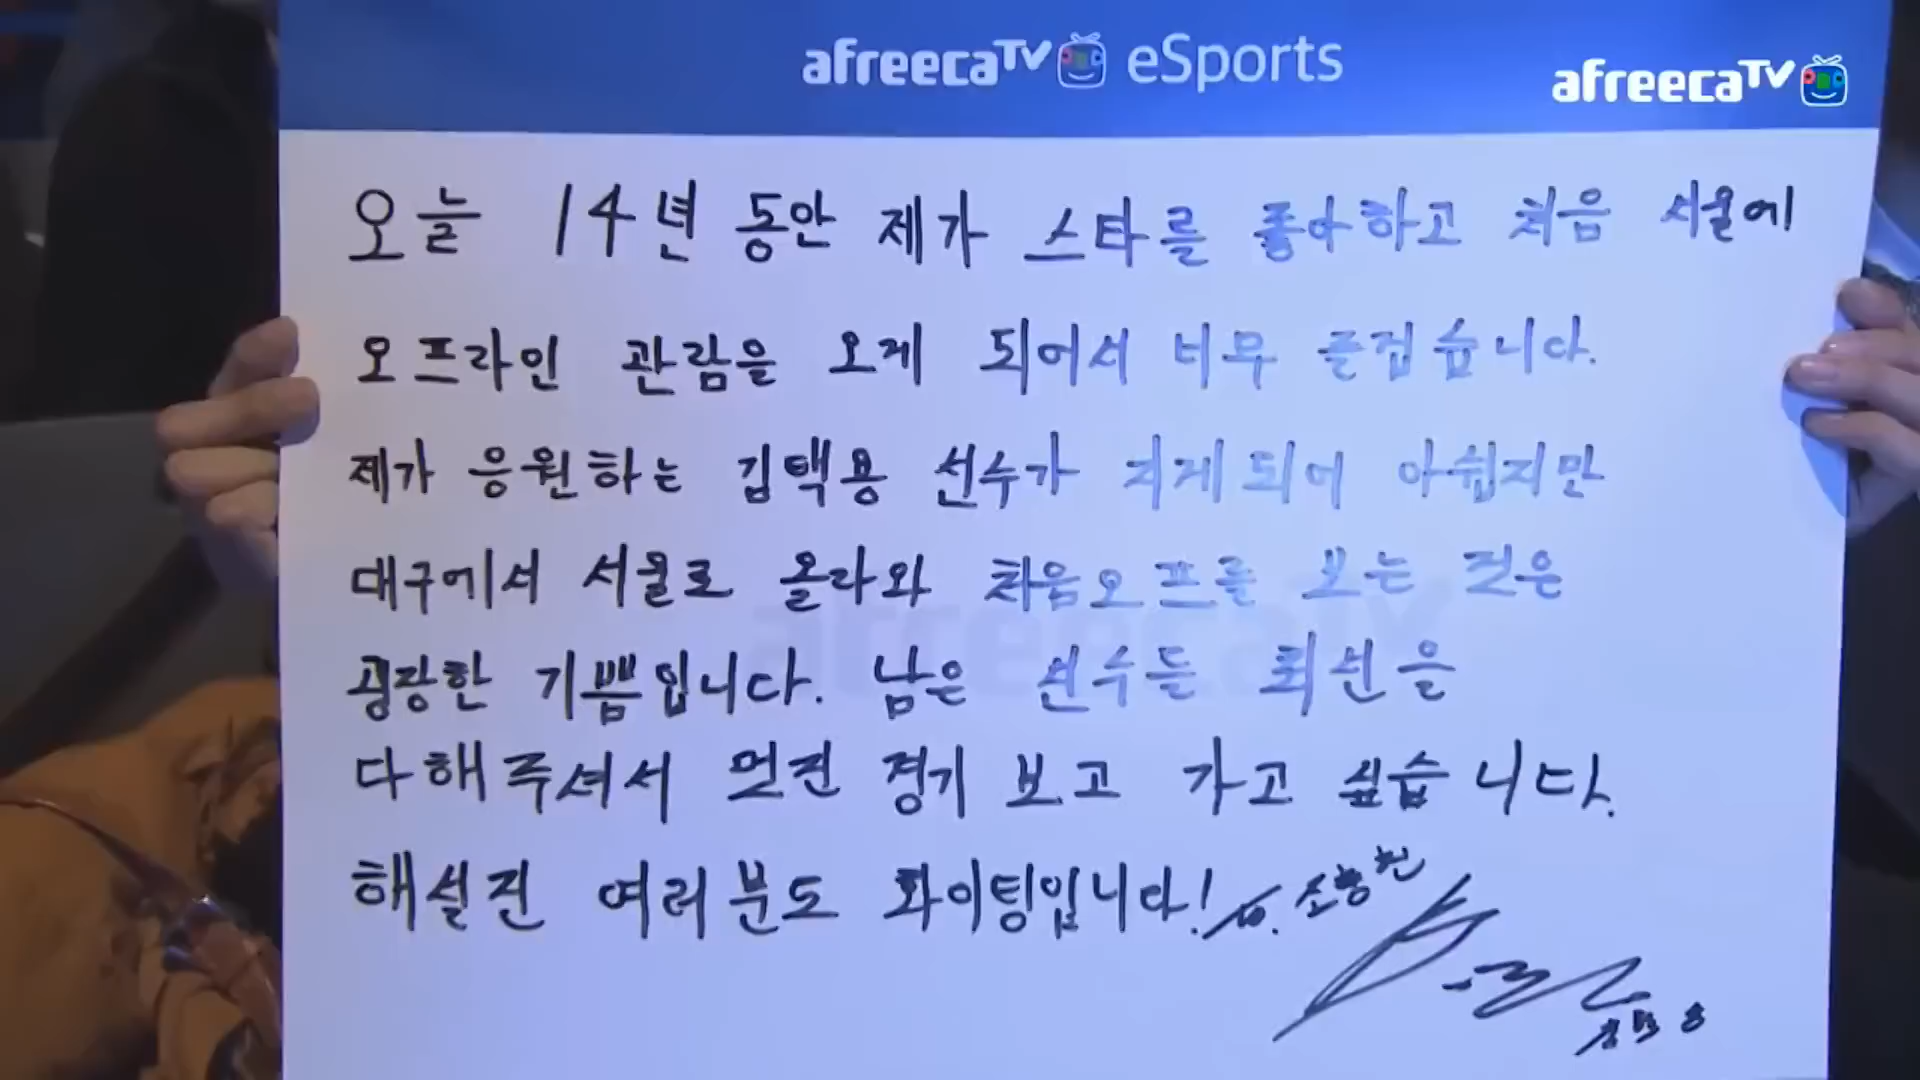 afreecaTV eSports
afreecaTV
오늘 14년 동안 제가 스타를 좋아하고 처음 서울에
오프라인 관람을 오게 되어서 너무 즐겁습니다.
제가 응원하는 김택용 선수가 지게되어 아쉽지만
대구에서 서울로 올라와 처음오프를 보는 것은
굉장한 기쁨입니다. 남은 선수들 최선을
다해주셔서 멋진 경기 보고 가고 싶습니다.
해설진 여러분도 화이팅입니다!
afreecaTV